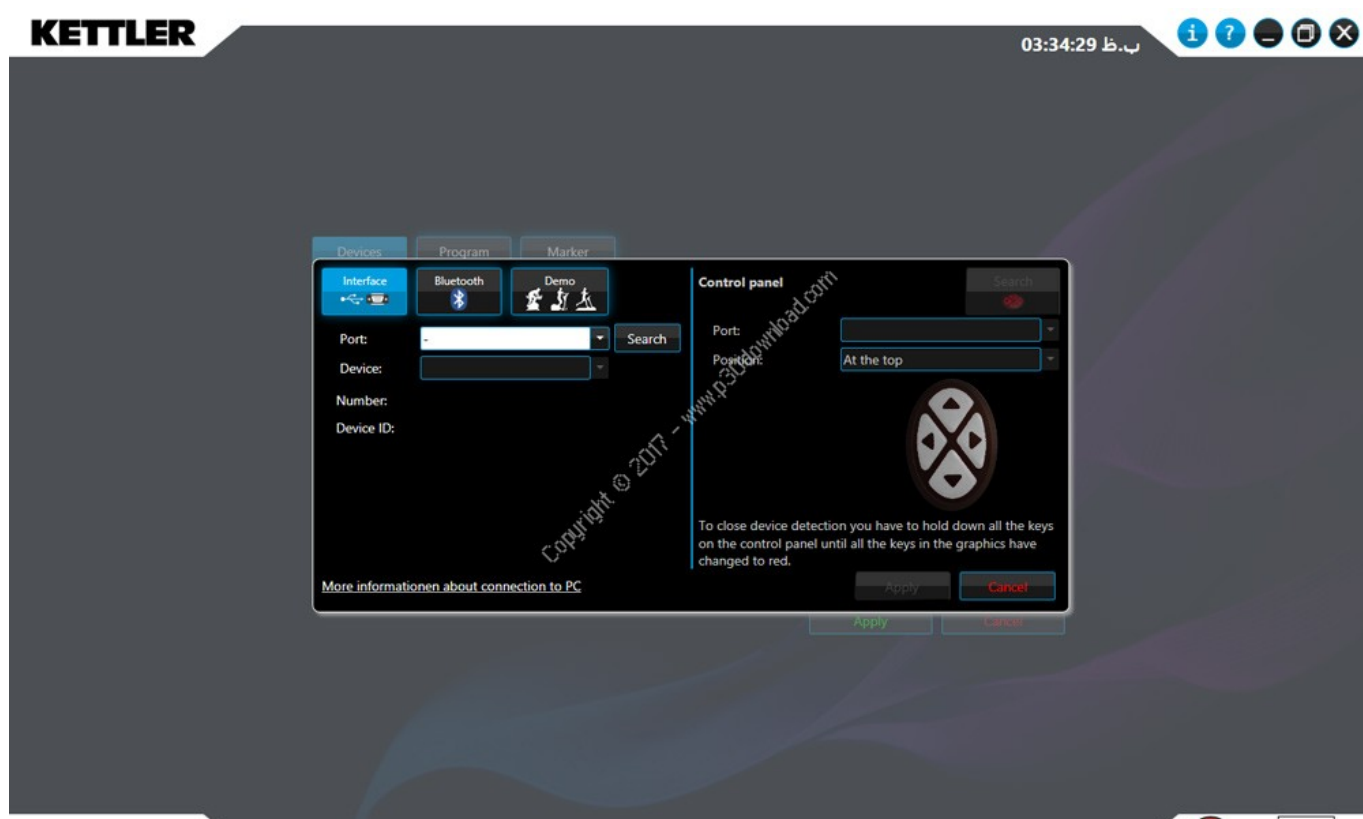 KETTLER
03:34:29 ب.ظ
i ?
Devices Program Marker
Interface Bluetooth Demo
Port: - Search
Device:
Number:
Device ID:
More informationen about connection to PC
Control panel Search
Port:
Position: At the top
To close device detection you have to hold down all the keys
on the control panel until all the keys in the graphics have
changed to red.
Apply Cancel
Apply Cancel
Copyright © 2017 - www.p30download.com